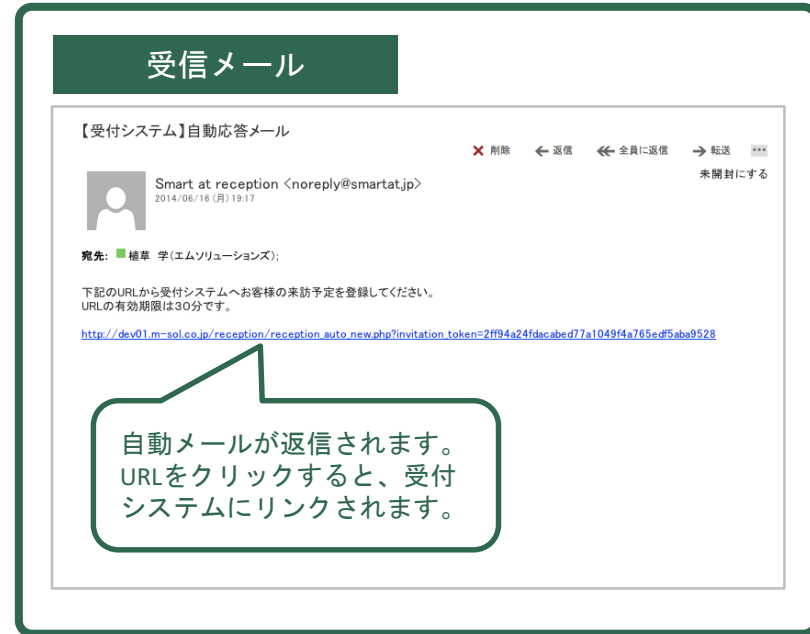 受信メール
【受付システム】自動応答メール
削除 返信 全員に返信 転送 ...
未開封にする
Smart at reception <noreply@smartat.jp>
2014/06/16 (月) 19:17
宛先: 植草 学(エムソリューションズ);
下記のURLから受付システムへお客様の来訪予定を登録してください。
URLの有効期限は30分です。
http://dev01.m-sol.co.jp/reception/reception_auto_new.php?invitation_token=2ff94a24fdacabed77a1049f4a765edf5aba9528
自動メールが返信されます。
URLをクリックすると、受付
システムにリンクされます。